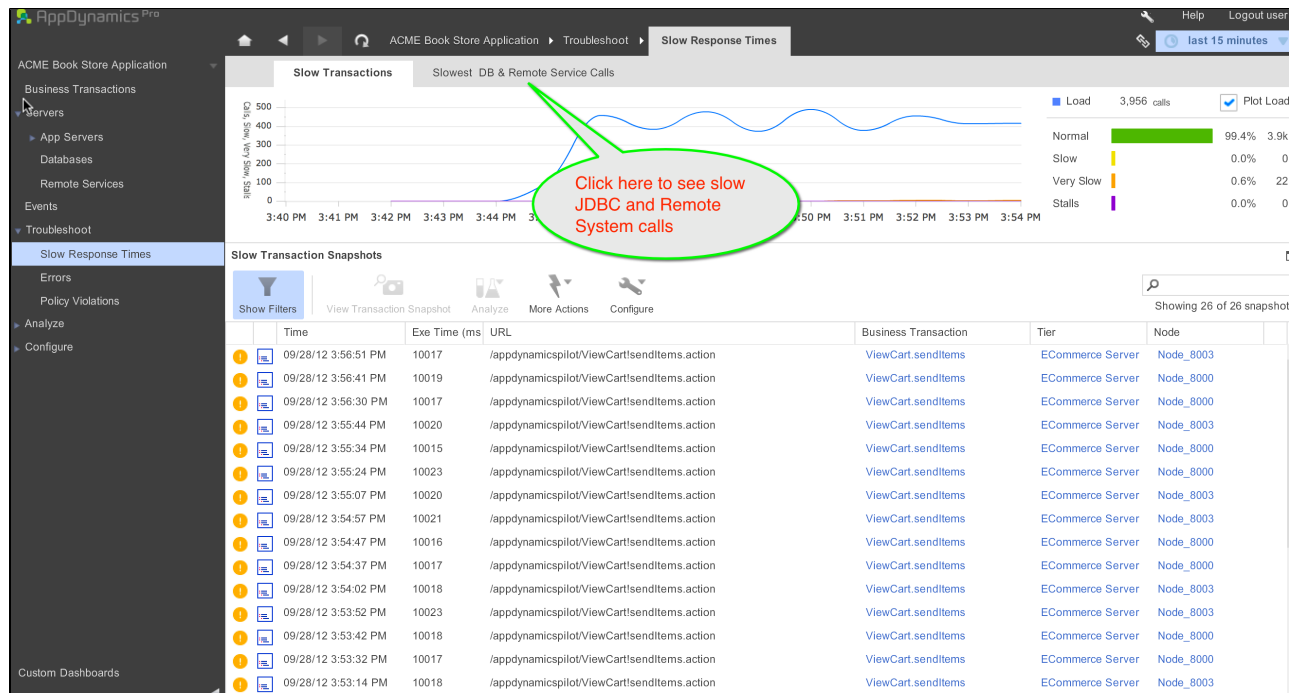 AppDynamics Pro
Help Logout user
ACME Book Store Application Troubleshoot Slow Response Times
last 15 minutes
ACME Book Store Application
Business Transactions
Servers
App Servers
Databases
Remote Services
Events
Troubleshoot
Slow Response Times
Errors
Policy Violations
Analyze
Configure
Custom Dashboards
Slow Transactions Slowest DB & Remote Service Calls
Calls, Slow, Very Slow, Stalls
500
400
300
200
100
0
3:40 PM 3:41 PM 3:42 PM 3:43 PM 3:44 PM 3:50 PM 3:51 PM 3:52 PM 3:53 PM 3:54 PM
Click here to see slow
JDBC and Remote
System calls
Load 3,956 calls Plot Load
Normal 99.4% 3.9k
Slow 0.0% 0
Very Slow 0.6% 22
Stalls 0.0% 0
Slow Transaction Snapshots
Show Filters View Transaction Snapshot Analyze More Actions Configure
Showing 26 of 26 snapshot
Time Exe Time (ms URL Business Transaction Tier Node
09/28/12 3:56:51 PM 10017 /appdynamicspilot/ViewCart!sendItems.action ViewCart.sendItems ECommerce Server Node_8003
09/28/12 3:56:41 PM 10019 /appdynamicspilot/ViewCart!sendItems.action ViewCart.sendItems ECommerce Server Node_8000
09/28/12 3:56:30 PM 10017 /appdynamicspilot/ViewCart!sendItems.action ViewCart.sendItems ECommerce Server Node_8000
09/28/12 3:55:44 PM 10020 /appdynamicspilot/ViewCart!sendItems.action ViewCart.sendItems ECommerce Server Node_8003
09/28/12 3:55:34 PM 10015 /appdynamicspilot/ViewCart!sendItems.action ViewCart.sendItems ECommerce Server Node_8000
09/28/12 3:55:24 PM 10023 /appdynamicspilot/ViewCart!sendItems.action ViewCart.sendItems ECommerce Server Node_8000
09/28/12 3:55:07 PM 10020 /appdynamicspilot/ViewCart!sendItems.action ViewCart.sendItems ECommerce Server Node_8003
09/28/12 3:54:57 PM 10021 /appdynamicspilot/ViewCart!sendItems.action ViewCart.sendItems ECommerce Server Node_8003
09/28/12 3:54:47 PM 10016 /appdynamicspilot/ViewCart!sendItems.action ViewCart.sendItems ECommerce Server Node_8000
09/28/12 3:54:37 PM 10017 /appdynamicspilot/ViewCart!sendItems.action ViewCart.sendItems ECommerce Server Node_8000
09/28/12 3:54:02 PM 10018 /appdynamicspilot/ViewCart!sendItems.action ViewCart.sendItems ECommerce Server Node_8003
09/28/12 3:53:52 PM 10023 /appdynamicspilot/ViewCart!sendItems.action ViewCart.sendItems ECommerce Server Node_8003
09/28/12 3:53:42 PM 10018 /appdynamicspilot/ViewCart!sendItems.action ViewCart.sendItems ECommerce Server Node_8000
09/28/12 3:53:32 PM 10017 /appdynamicspilot/ViewCart!sendItems.action ViewCart.sendItems ECommerce Server Node_8000
09/28/12 3:53:14 PM 10018 /appdynamicspilot/ViewCart!sendItems.action ViewCart.sendItems ECommerce Server Node_8003